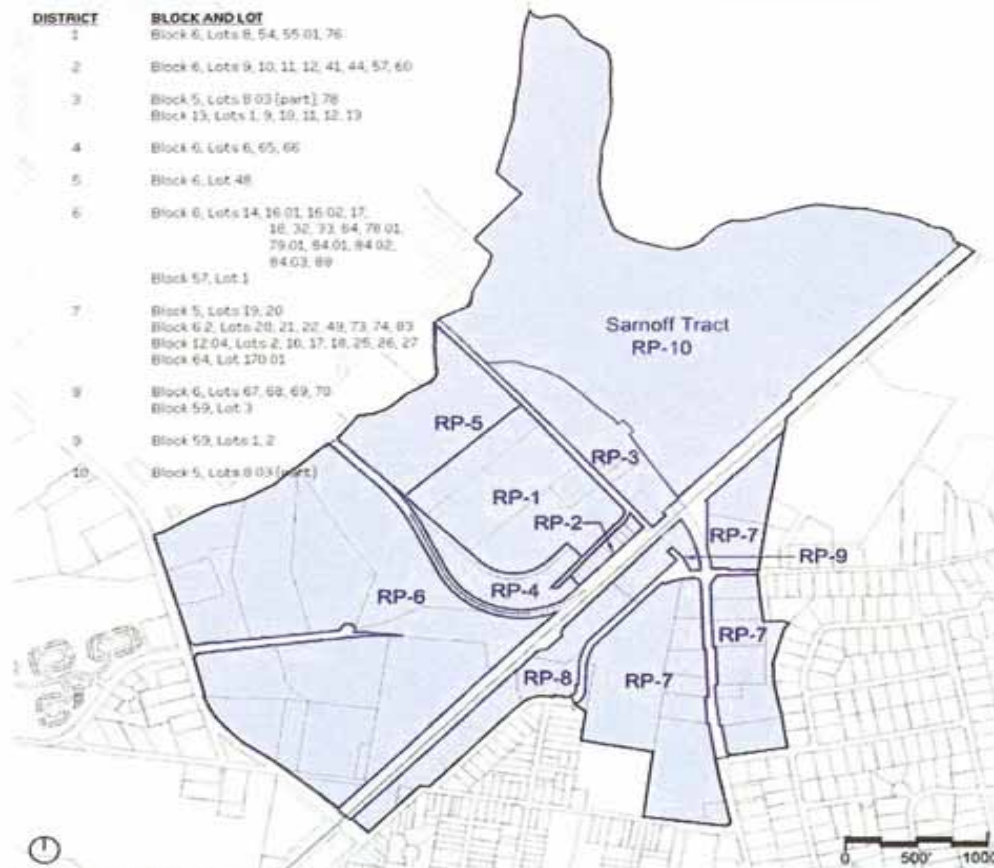 DISTRICT BLOCK AND LOT
1 Block 6, Lots 8, 54, 55.01, 76
2 Block 6, Lots 9, 10, 11, 12, 41, 44, 57, 60
3 Block 5, Lots 8.03 (part), 78
Block 13, Lots 1, 9, 10, 11, 12, 13
4 Block 6, Lots 6, 65, 66
5 Block 6, Lot 48
6 Block 6, Lots 14, 16.01, 16.02, 17,
18, 32, 33, 64, 78.01,
79.01, 84.01, 84.02,
84.03, 88
Block 57, Lot 1
7 Block 5, Lots 19, 20
Block 6.2, Lots 20, 21, 22, 49, 73, 74, 83
Block 12.04, Lots 2, 16, 17, 18, 25, 26, 27
Block 64, Lot 170.01
Block 6, Lots 67, 68, 69, 70
Block 59, Lot 3
9 Block 59, Lots 1, 2
10 Block 5, Lots 8.03 (part)
Sarnoff Tract
RP-10
RP-5
RP-3
RP-1
RP-2
RP-7
RP-9
RP-4
RP-6
RP-7
RP-8
RP-7
0 500' 1000